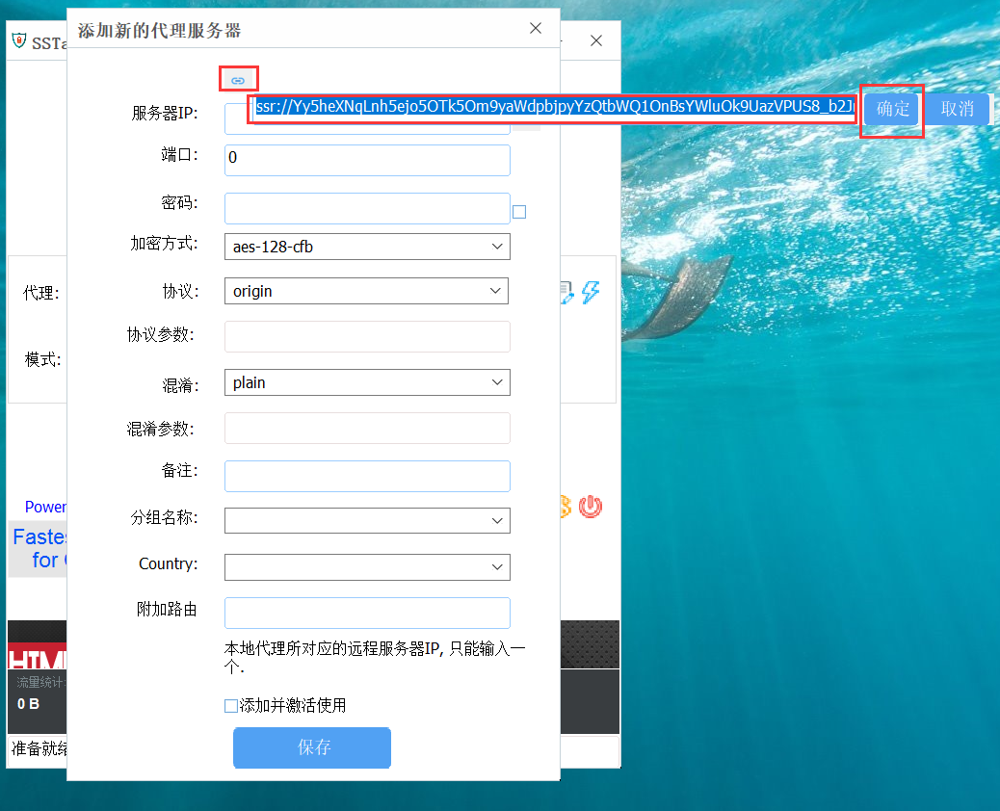 添加新的代理服务器
SSTa
服务器IP:
ssr://Yy5heXNqLnh5ejo5OTk5Om9yaWdpbjpyYzQtbWQ1OnBsYWluOk9UazVPUS8_b2J
确定
取消
端口:
0
密码:
加密方式:
aes-128-cfb
代理:
协议:
origin
协议参数:
模式:
混淆:
plain
混淆参数:
备注:
Power
分组名称:
Fastes
for
Country:
附加路由
本地代理所对应的远程服务器IP, 只能输入一
个.
流量统计:
0 B
添加并激活使用
准备就绪
保存